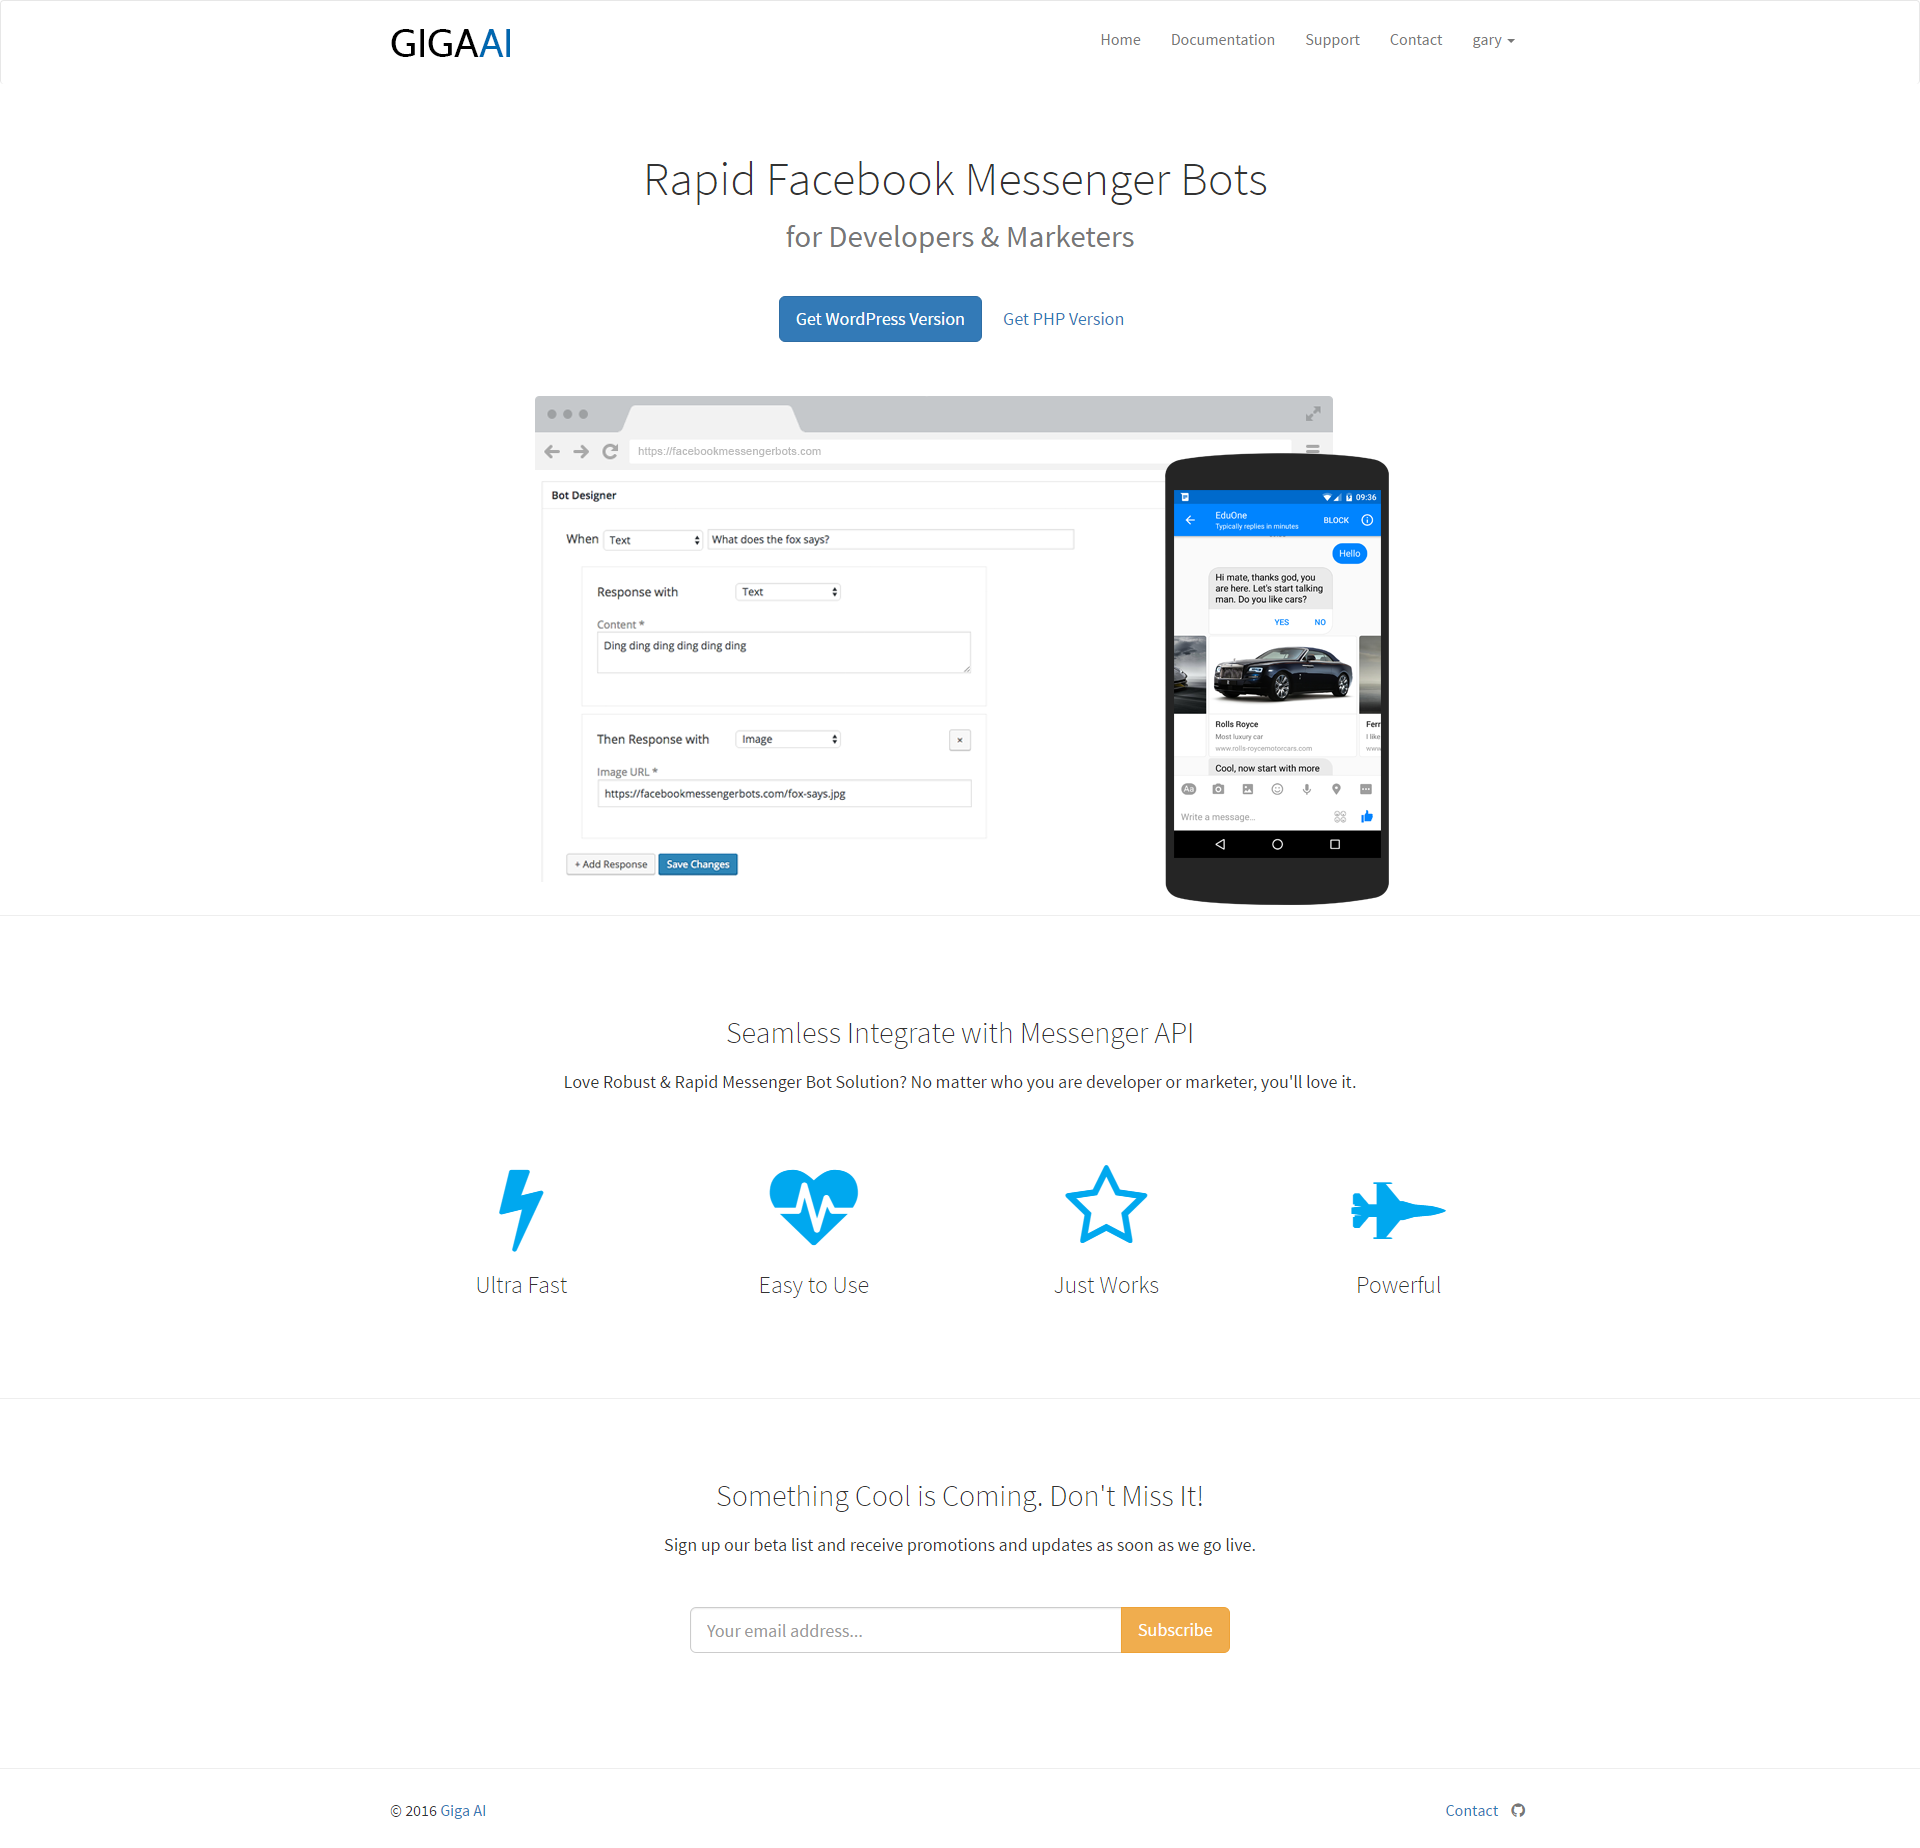 GIGAAI
Home Documentation Support Contact gary
Rapid Facebook Messenger Bots
for Developers & Marketers
Get WordPress Version Get PHP Version
https://facebookmessengerbots.com
Bot Designer
When Text What does the fox says?
Response with Text
Content *
Ding ding ding ding ding ding
Then Response with Image ×
Image URL *
https://facebookmessengerbots.com/fox-says.jpg
+ Add Response Save Changes
09:36
EduOne
Typically replies in minutes
BLOCK
Hello
Hi mate, thanks god, you
are here. Let's start talking
man. Do you like cars?
YES NO
Rolls Royce
Most luxury car
www.rolls-roycemotorcars.com
Ferr
I like
www
Cool, now start with more
Aa
Write a message...
Seamless Integrate with Messenger API
Love Robust & Rapid Messenger Bot Solution? No matter who you are developer or marketer, you'll love it.
Ultra Fast Easy to Use Just Works Powerful
Something Cool is Coming. Don't Miss It!
Sign up our beta list and receive promotions and updates as soon as we go live.
Your email address... Subscribe
© 2016 Giga AI Contact